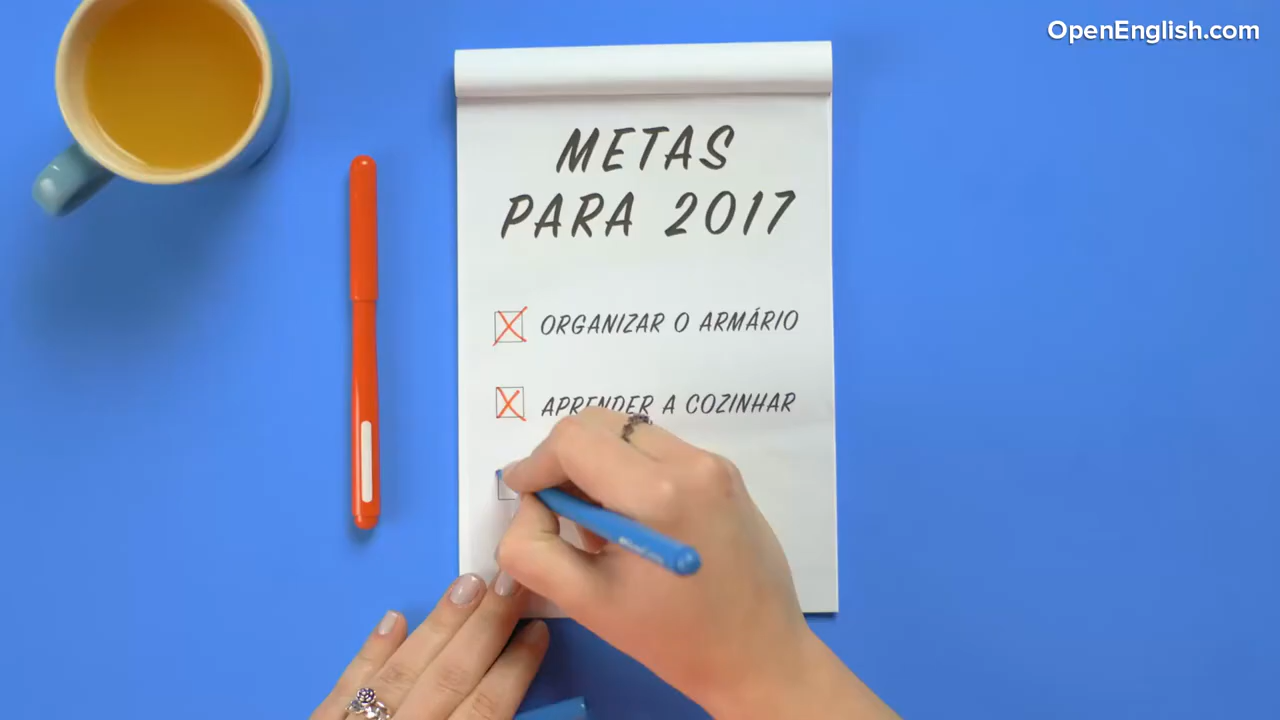 OpenEnglish.com
METAS
PARA 2017
ORGANIZAR O ARMÁRIO
APRENDER A COZINHAR